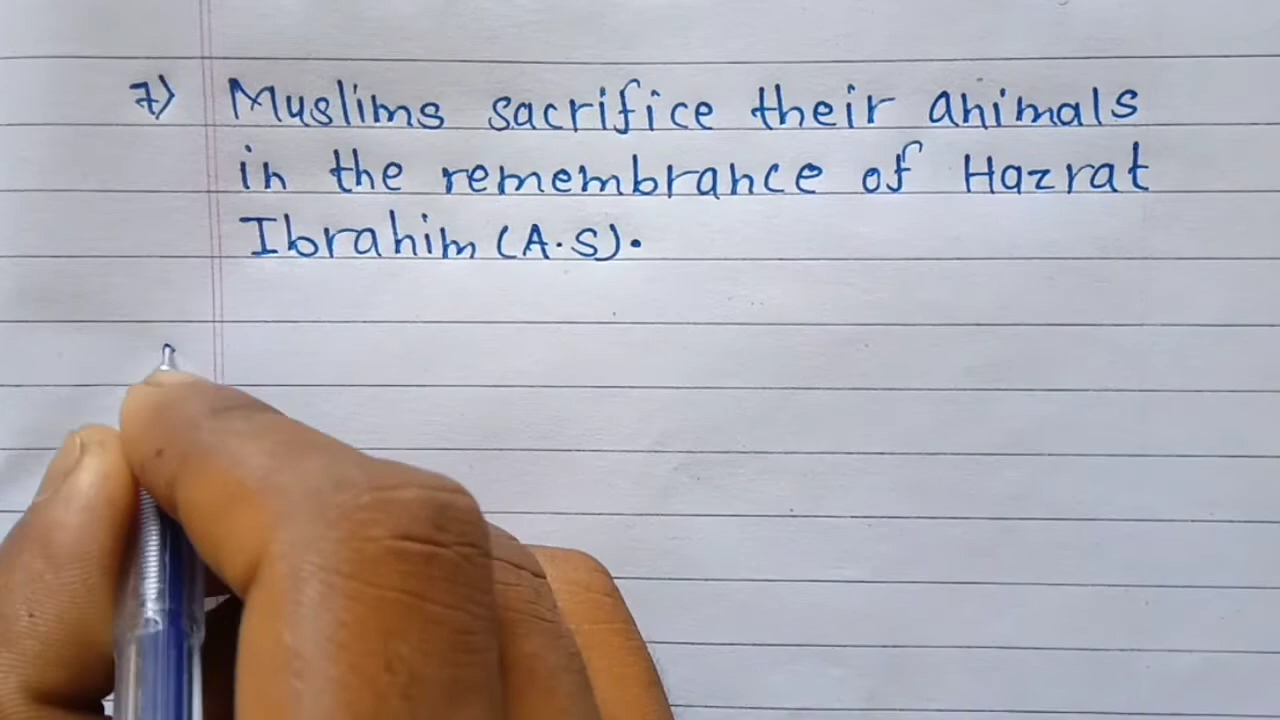 7) Muslims sacrifice their animals
in the remembrance of Hazrat
Ibrahim (A.S).